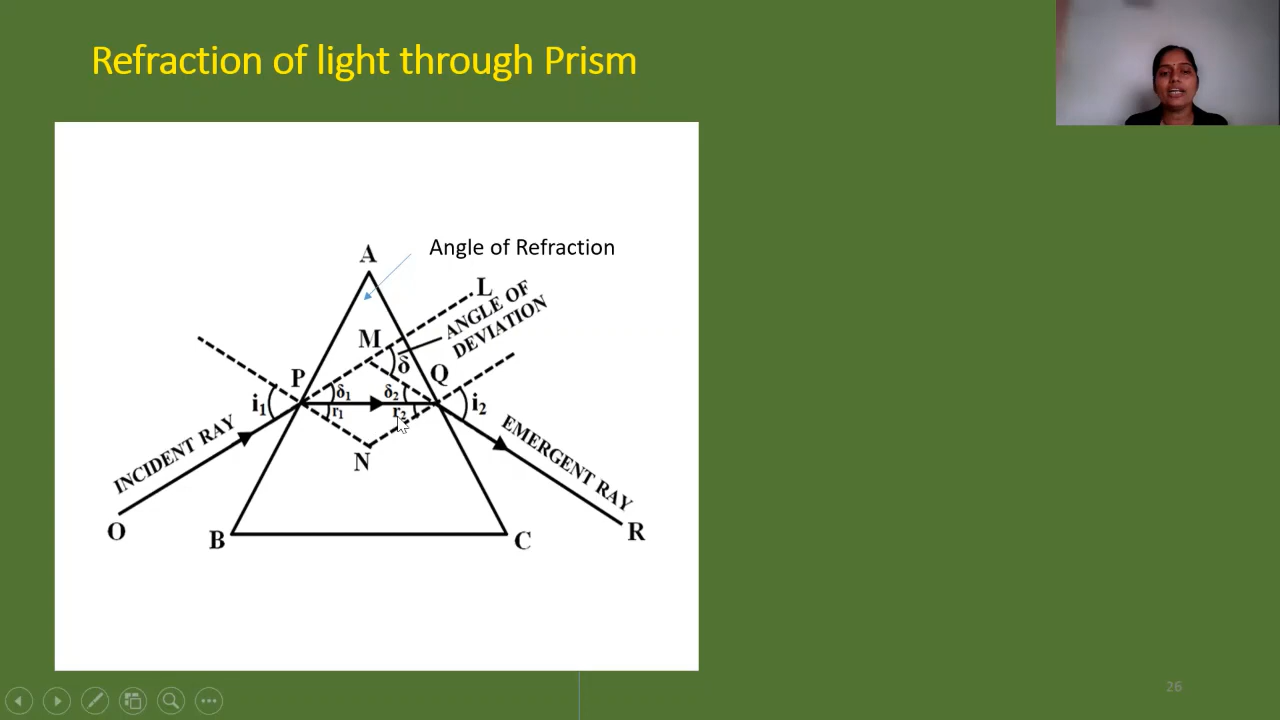 Refraction of light through Prism
A
Angle of Refraction
L
ANGLE OF
DEVIATION
M
δ
P
Q
δ1
δ2
i1
r1
r2
i2
INCIDENT RAY
N
EMERGENT RAY
O
B
C
R
26